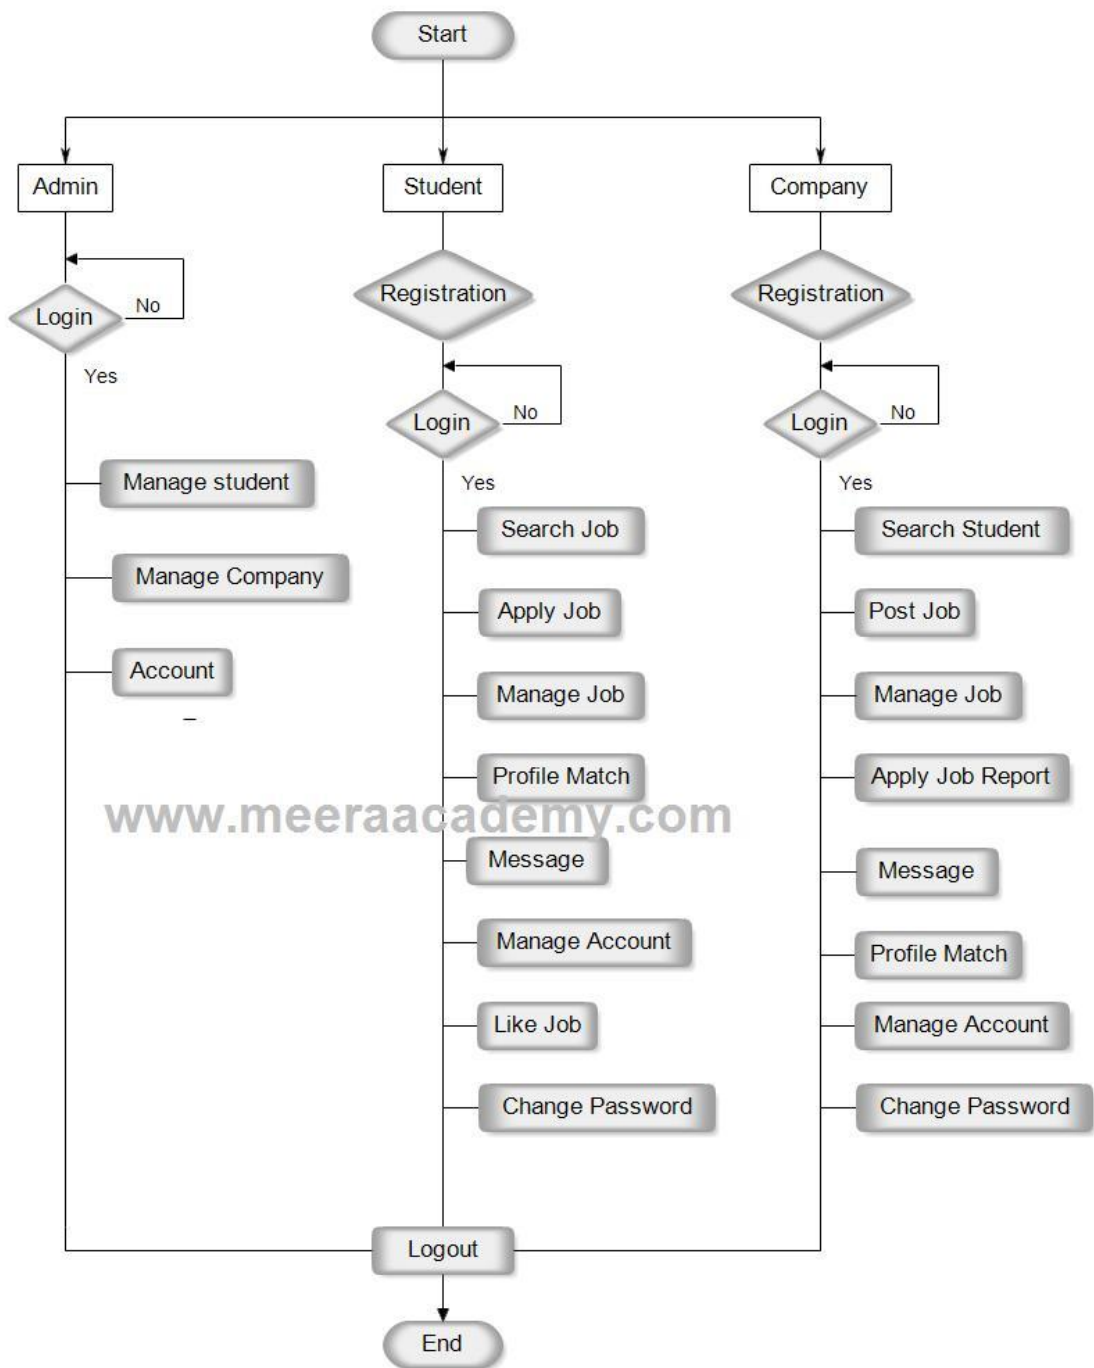 Start
Admin
Student
Company
Registration
Registration
Login
No
Yes
Login
No
Yes
Login
No
Yes
Manage student
Manage Company
Account
Search Job
Apply Job
Manage Job
Profile Match
Message
Manage Account
Like Job
Change Password
Search Student
Post Job
Manage Job
Apply Job Report
Message
Profile Match
Manage Account
Change Password
www.meeraacademy.com
Logout
End